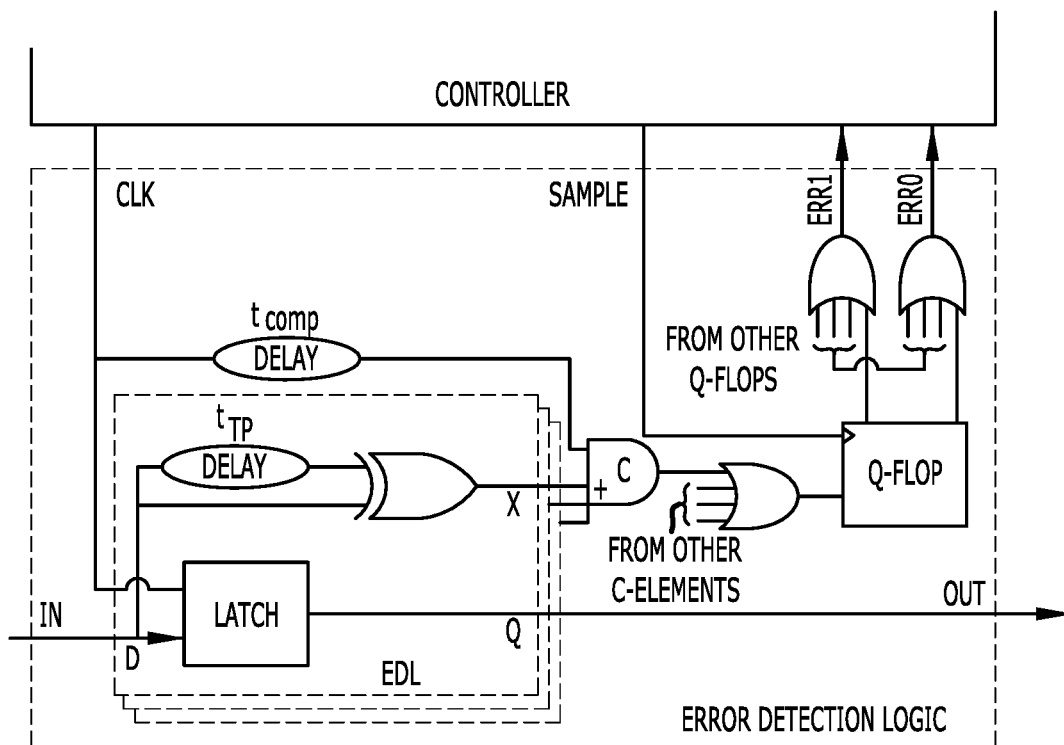 CONTROLLER
CLK
SAMPLE
ERR1
ERR0
t comp
DELAY
FROM OTHER
Q-FLOPS
t TP
DELAY
X
+
C
Q-FLOP
FROM OTHER
C-ELEMENTS
IN
D
LATCH
Q
OUT
EDL
ERROR DETECTION LOGIC